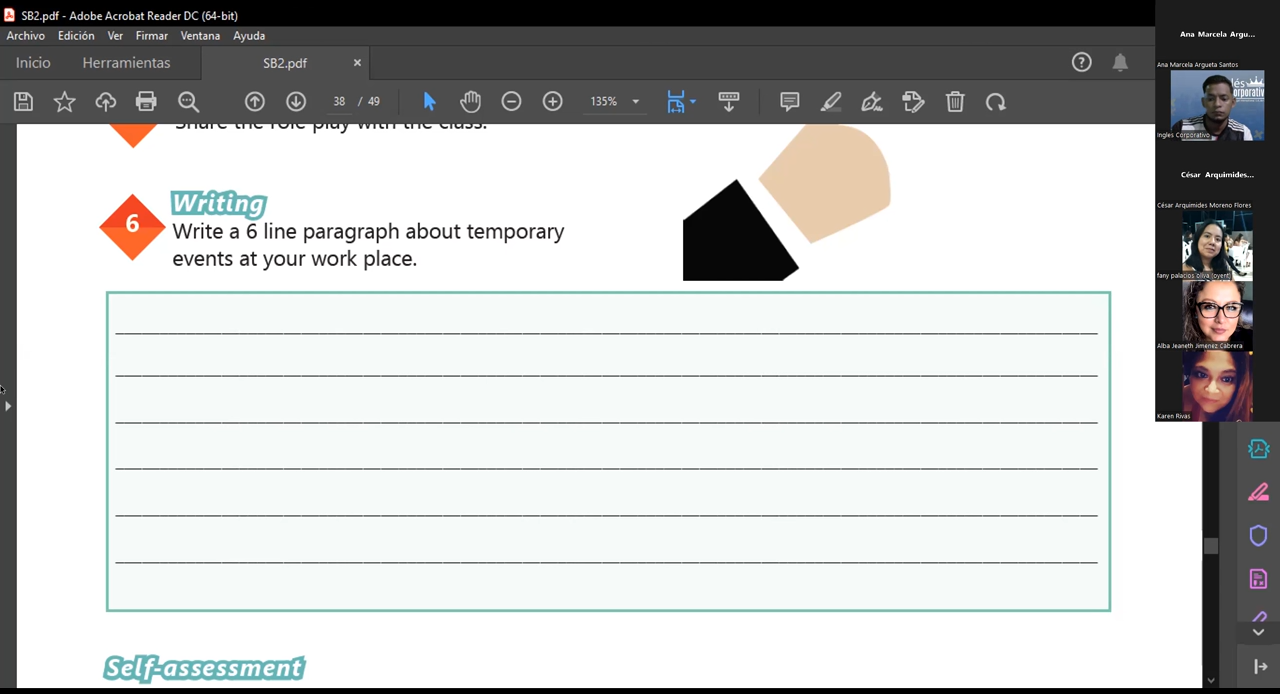 SB2.pdf - Adobe Acrobat Reader DC (64-bit)
Archivo Edición Ver Firmar Ventana Ayuda
Inicio Herramientas SB2.pdf ×
38 / 49 135%
Share the role play with the class.
Writing
6
Write a 6 line paragraph about temporary
events at your work place.
Self-assessment
Ana Marcela Argu...
Ana Marcela Argueta Santos
Ingles Corporativo
César Arquimides...
César Arquimides Moreno Flores
fany palacios oliva (oyent)
Alba Jeaneth Jimenez Cabrera
Karen Rivas